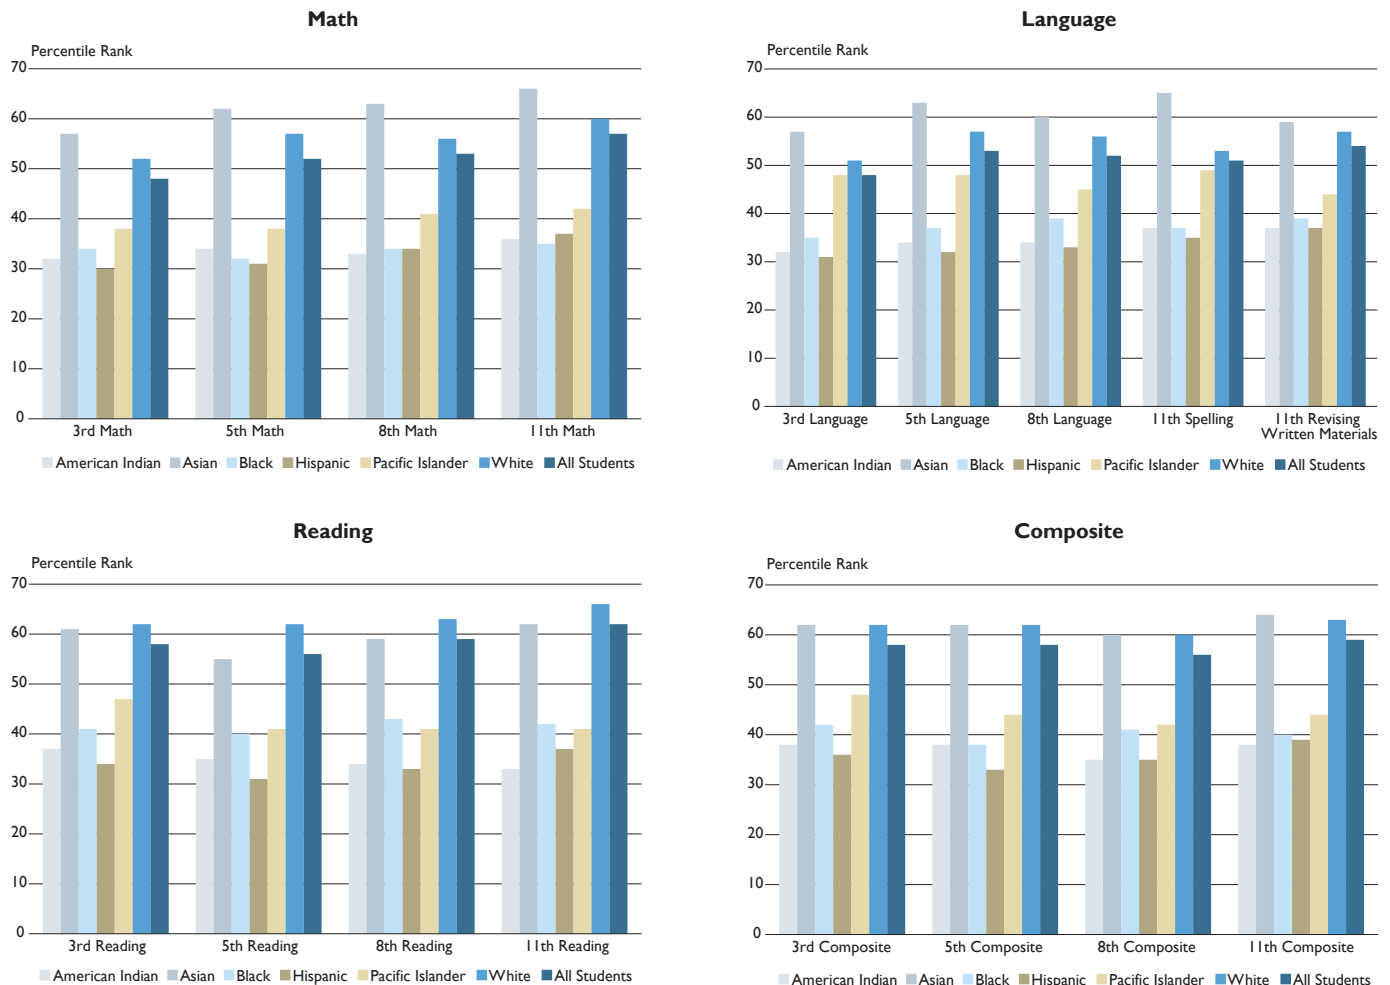 Math
Percentile Rank
70
60
50
40
30
20
10
0
3rd Math 5th Math 8th Math 11th Math
American Indian Asian Black Hispanic Pacific Islander White All Students
Language
Percentile Rank
70
60
50
40
30
20
10
0
3rd Language 5th Language 8th Language 11th Spelling 11th Revising
Written Materials
American Indian Asian Black Hispanic Pacific Islander White All Students
Reading
Percentile Rank
70
60
50
40
30
20
10
0
3rd Reading 5th Reading 8th Reading 11th Reading
American Indian Asian Black Hispanic Pacific Islander White All Students
Composite
Percentile Rank
70
60
50
40
30
20
10
0
3rd Composite 5th Composite 8th Composite 11th Composite
American Indian Asian Black Hispanic Pacific Islander White All Students